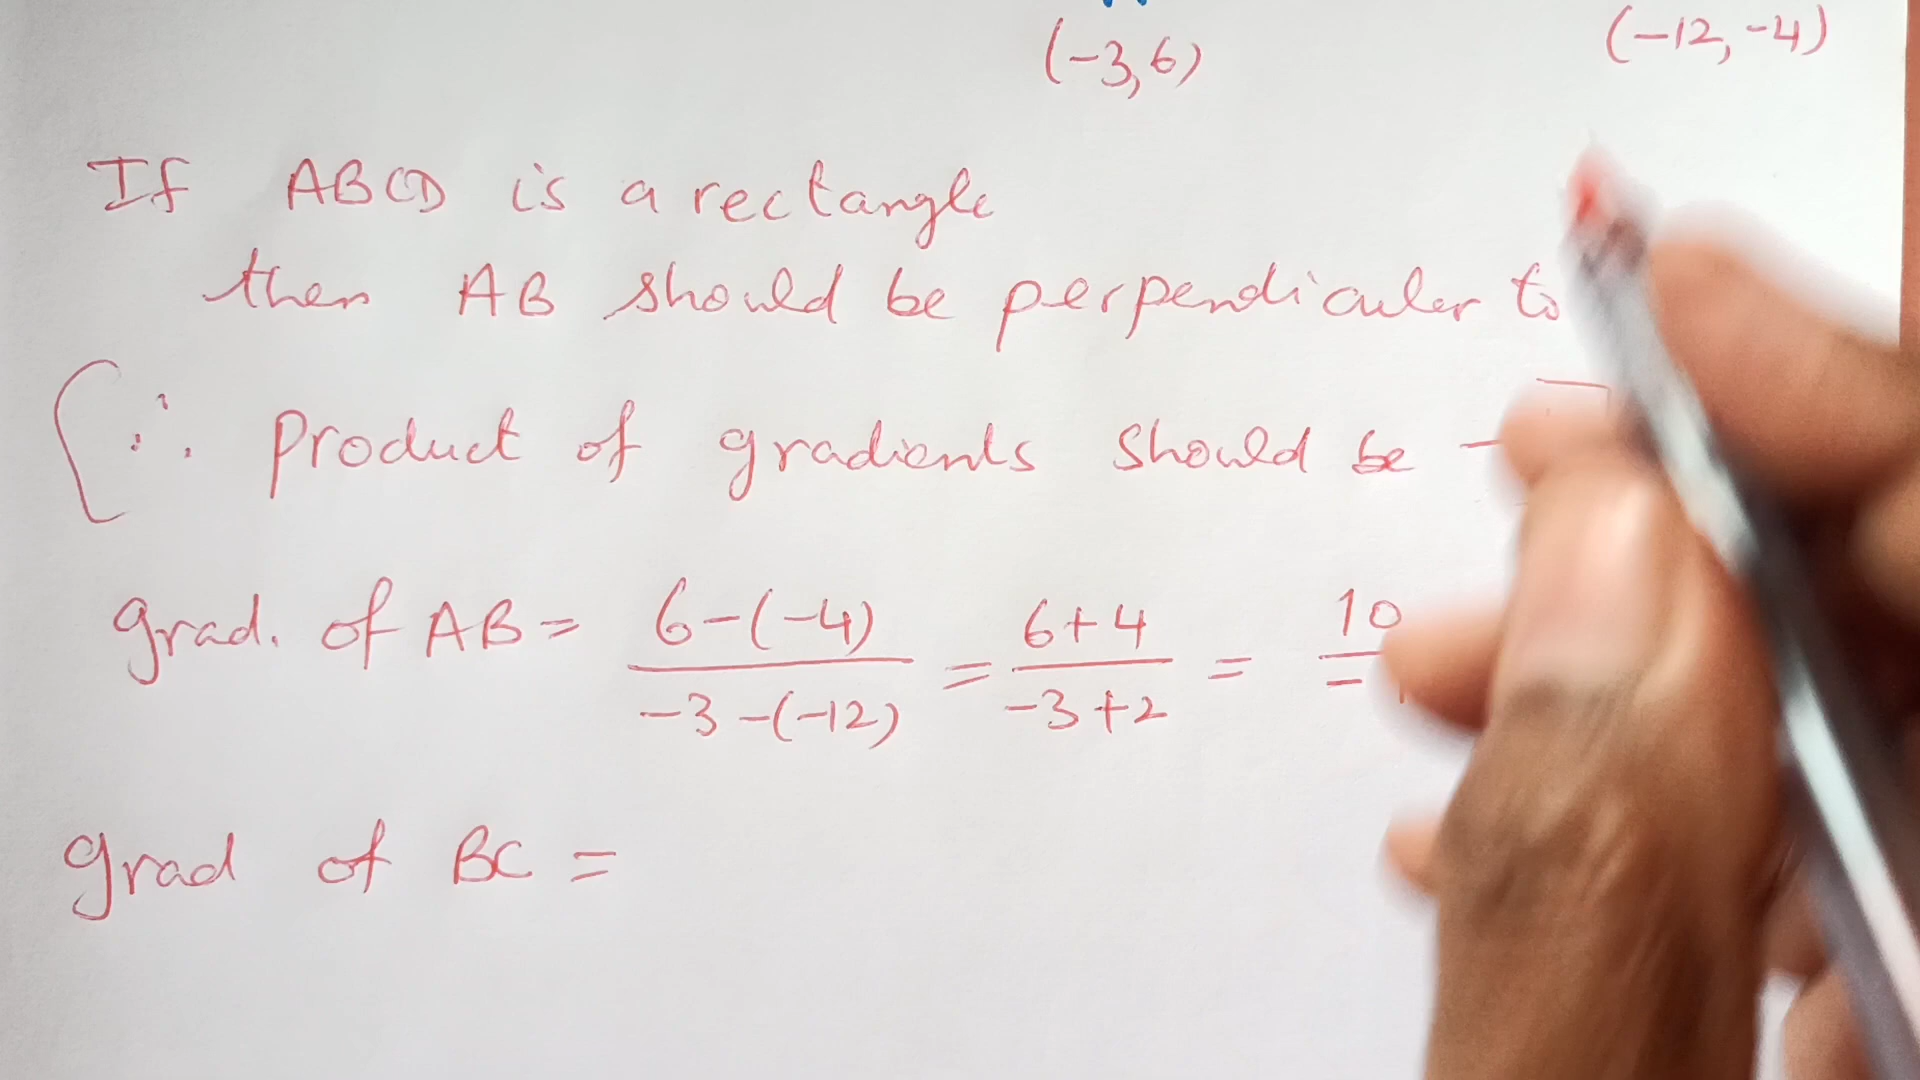 (-3,6) (-12,-4)
If ABCD is a rectangle
then AB should be perpendicular to
∴ product of gradients should be -
grad. of AB = 6-(-4)/-3-(-12) = 6+4/-3+2 = 10/-
grad of BC =